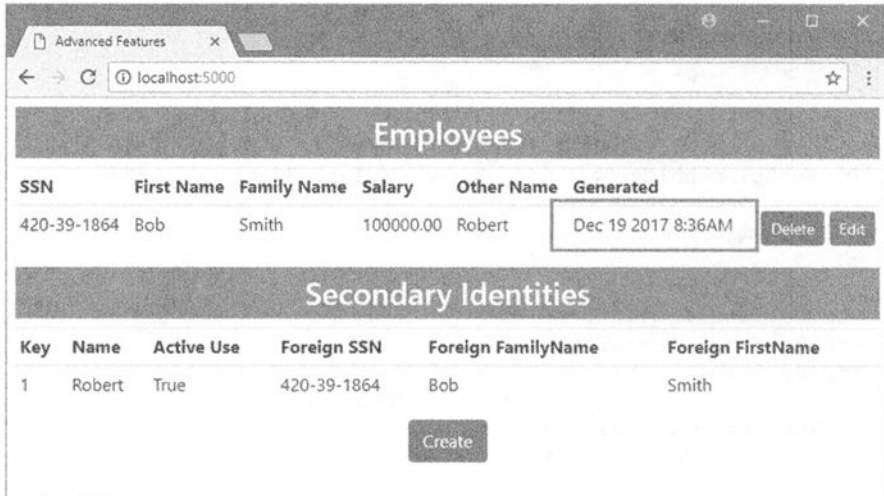 Advanced Features
localhost:5000
Employees
SSN First Name Family Name Salary Other Name Generated
420-39-1864 Bob Smith 100000.00 Robert Dec 19 2017 8:36AM Delete Edit
Secondary Identities
Key Name Active Use Foreign SSN Foreign FamilyName Foreign FirstName
1 Robert True 420-39-1864 Bob Smith
Create